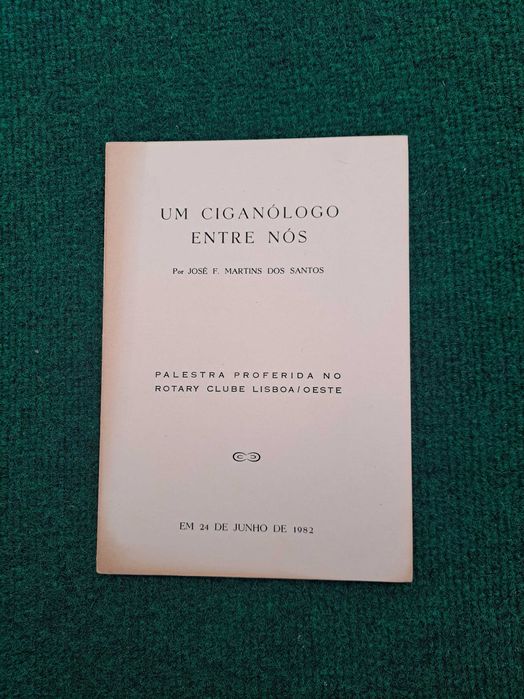 UM CIGANÓLOGO
ENTRE NÓS
Por JOSÉ F. MARTINS DOS SANTOS
PALESTRA PROFERIDA NO
ROTARY CLUBE LISBOA/OESTE
EM 24 DE JUNHO DE 1982